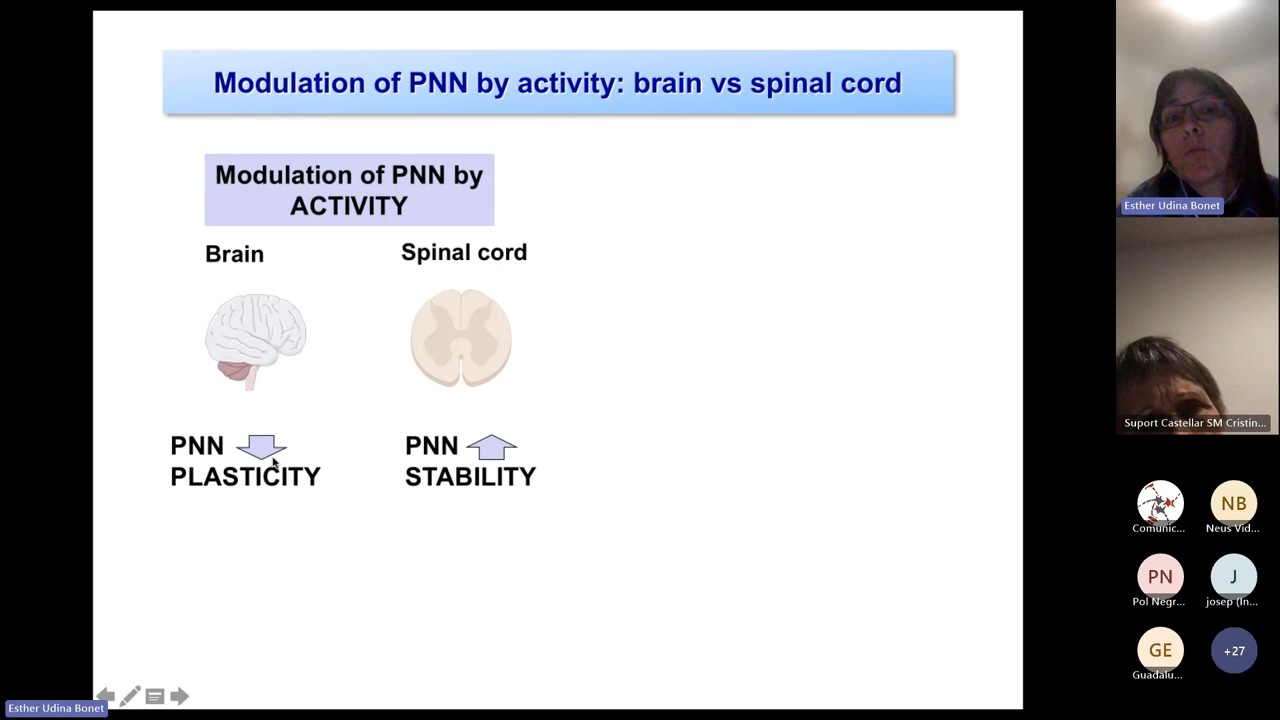 Modulation of PNN by activity: brain vs spinal cord
Modulation of PNN by
ACTIVITY
Brain
Spinal cord
PNN
PLASTICITY
PNN
STABILITY
Esther Udina Bonet
Esther Udina Bonet
Suport Castellar SM Cristin...
Comunic...
NB
Neus Vid...
PN
Pol Negr...
J
josep (In...
GE
Guadalu...
+27